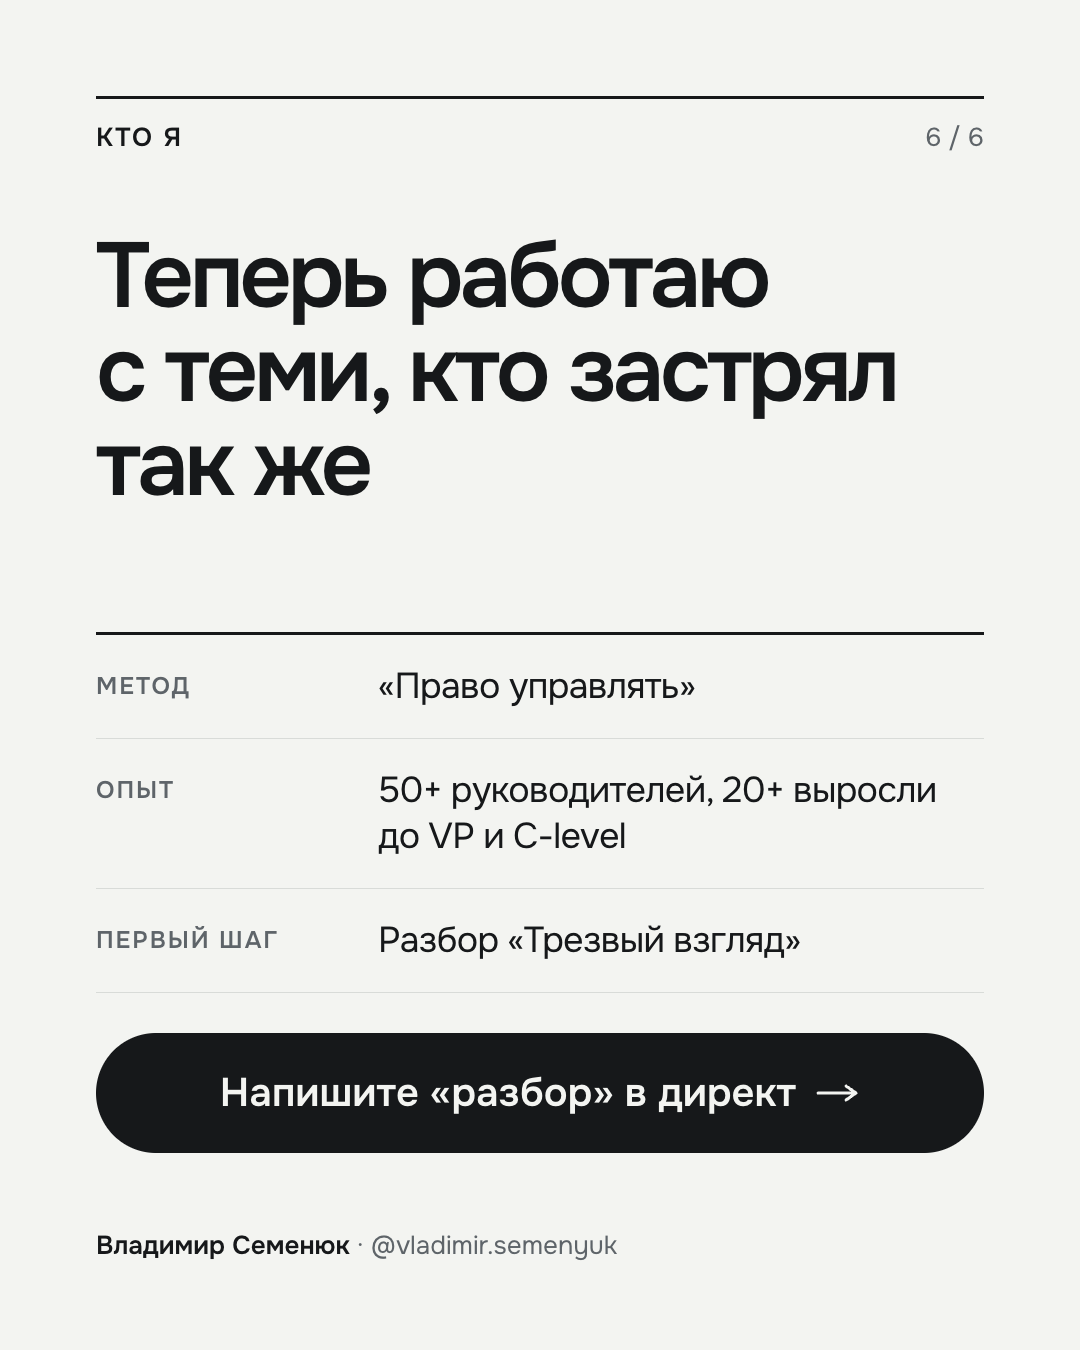 КТО Я
6 / 6
Теперь работаю
с теми, кто застрял
так же
МЕТОД
«Право управлять»
ОПЫТ
50+ руководителей, 20+ выросли
до VP и C-level
ПЕРВЫЙ ШАГ
Разбор «Трезвый взгляд»
Напишите «разбор» в директ →
Владимир Семенюк · @vladimir.semenyuk